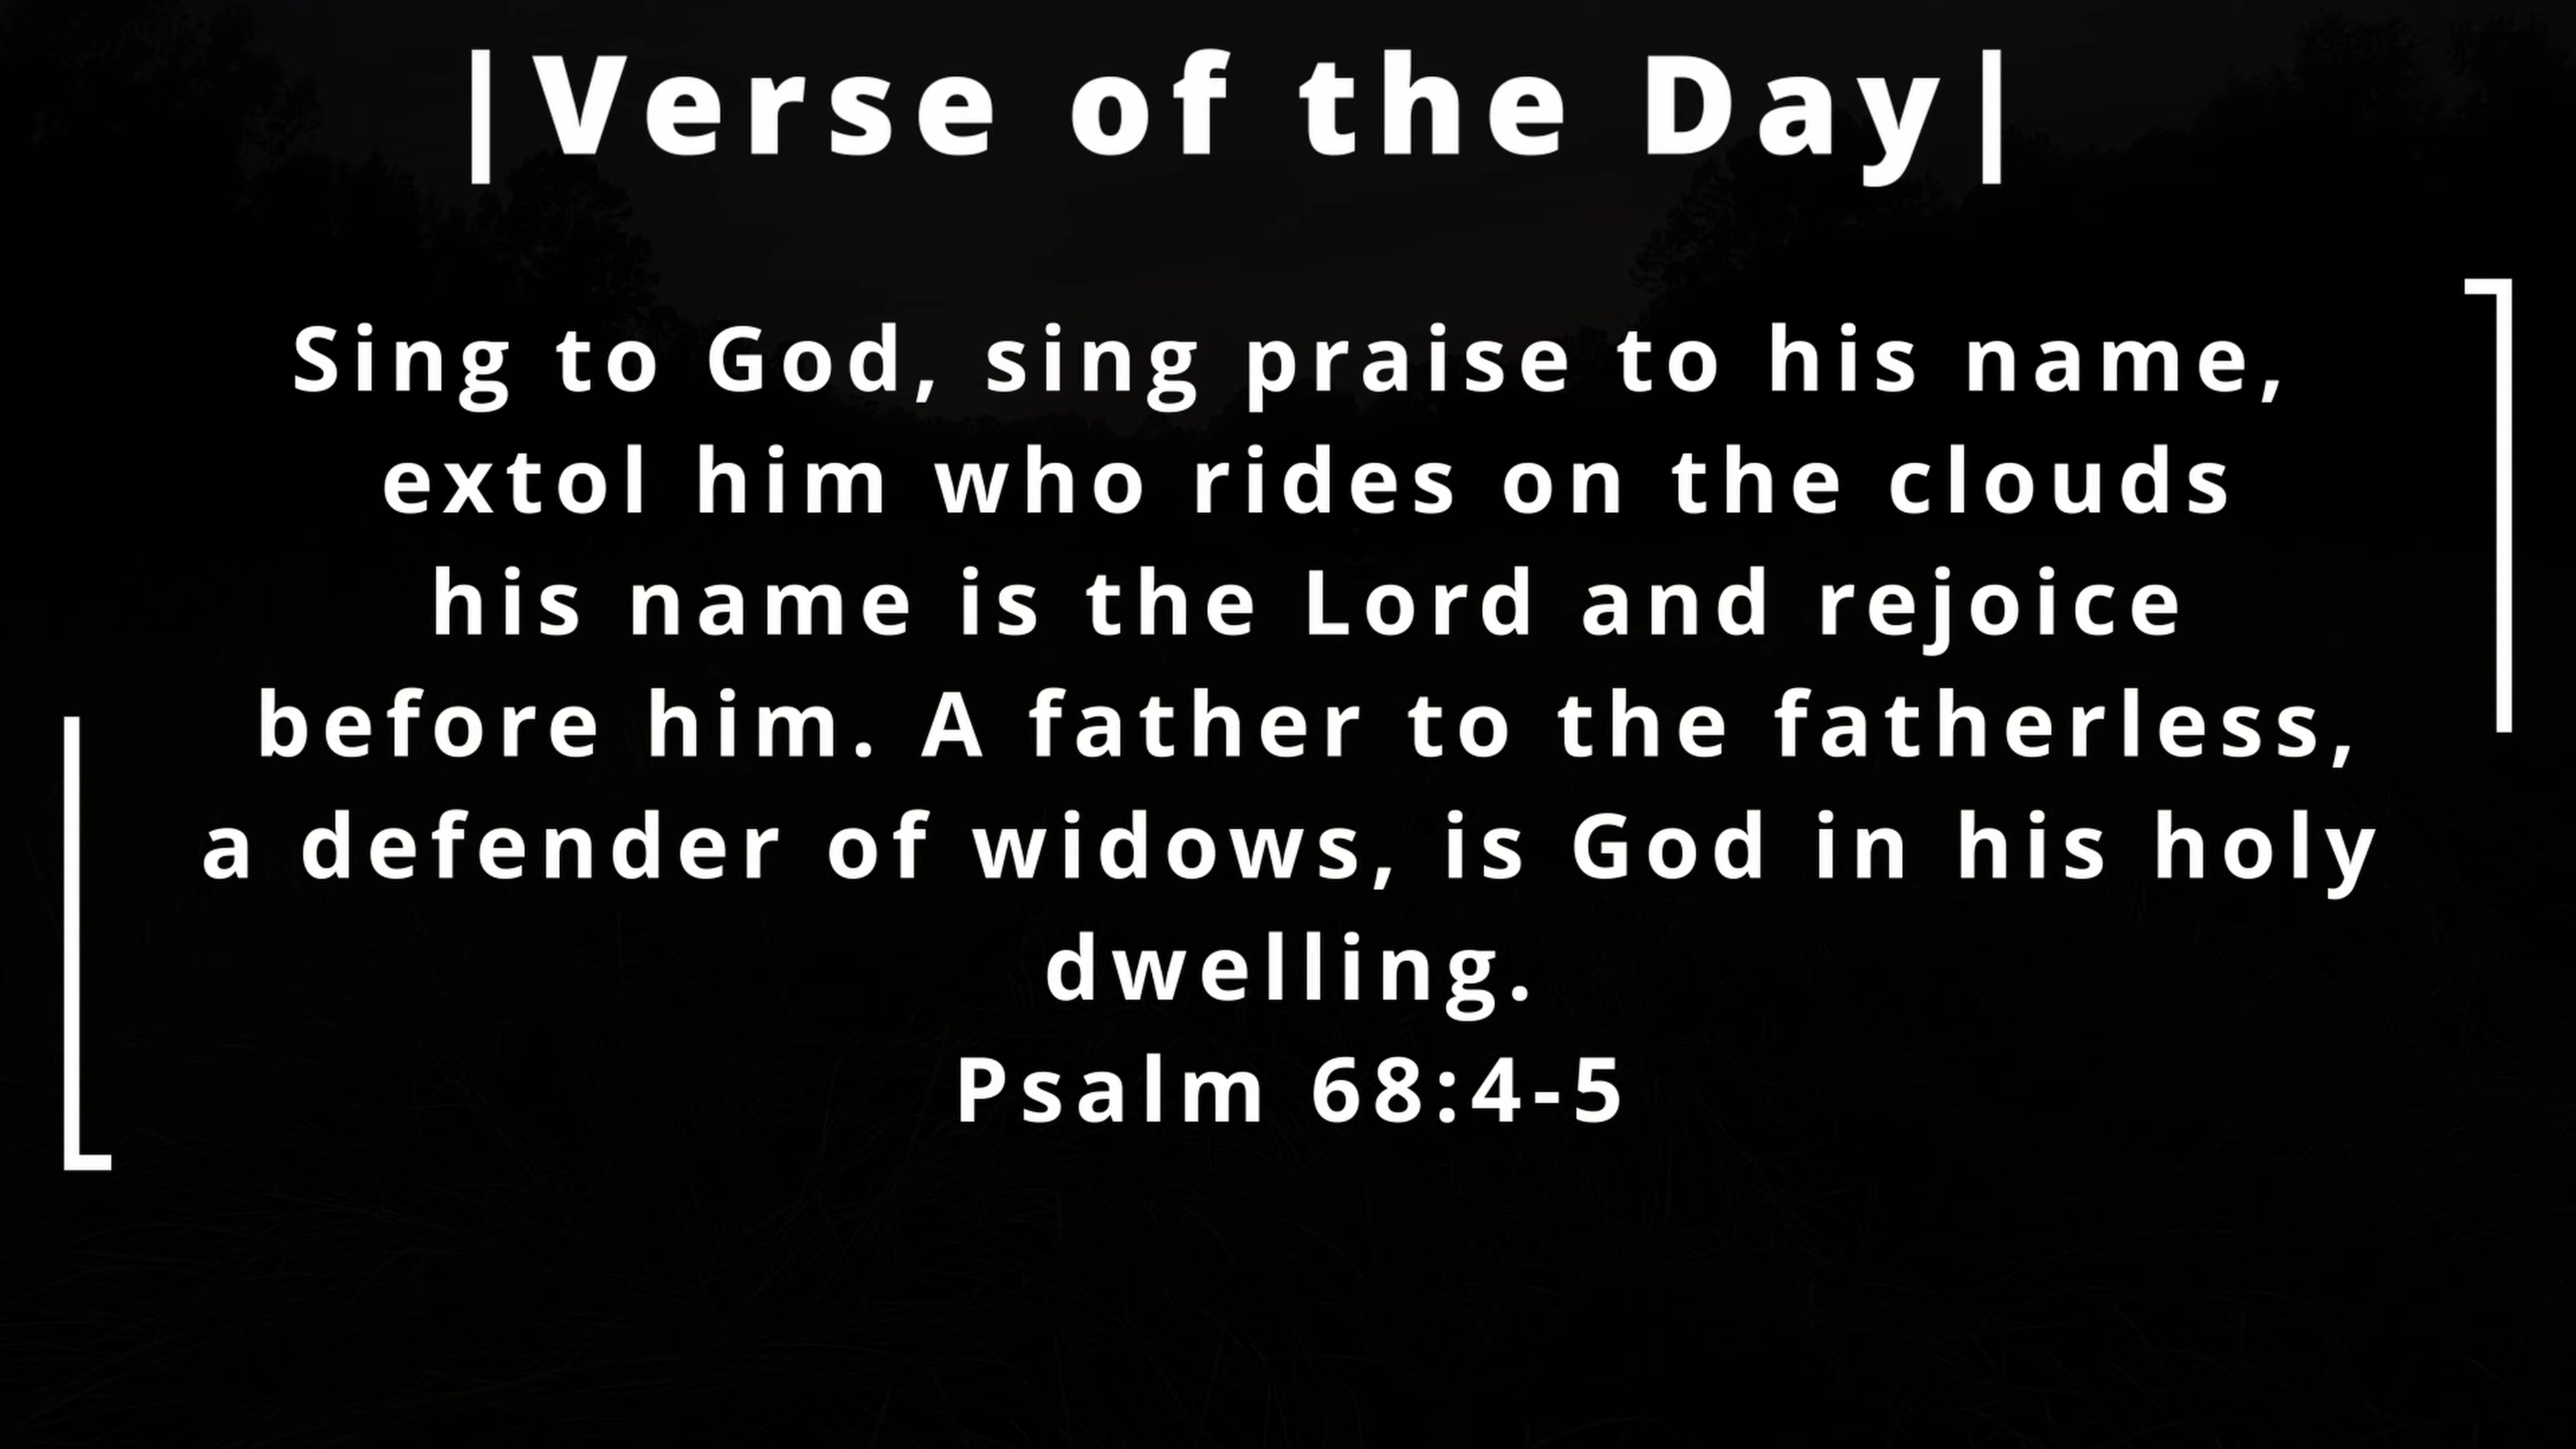 |Verse of the Day|
Sing to God, sing praise to his name,
extol him who rides on the clouds
his name is the Lord and rejoice
before him. A father to the fatherless,
a defender of widows, is God in his holy
dwelling.
Psalm 68:4-5